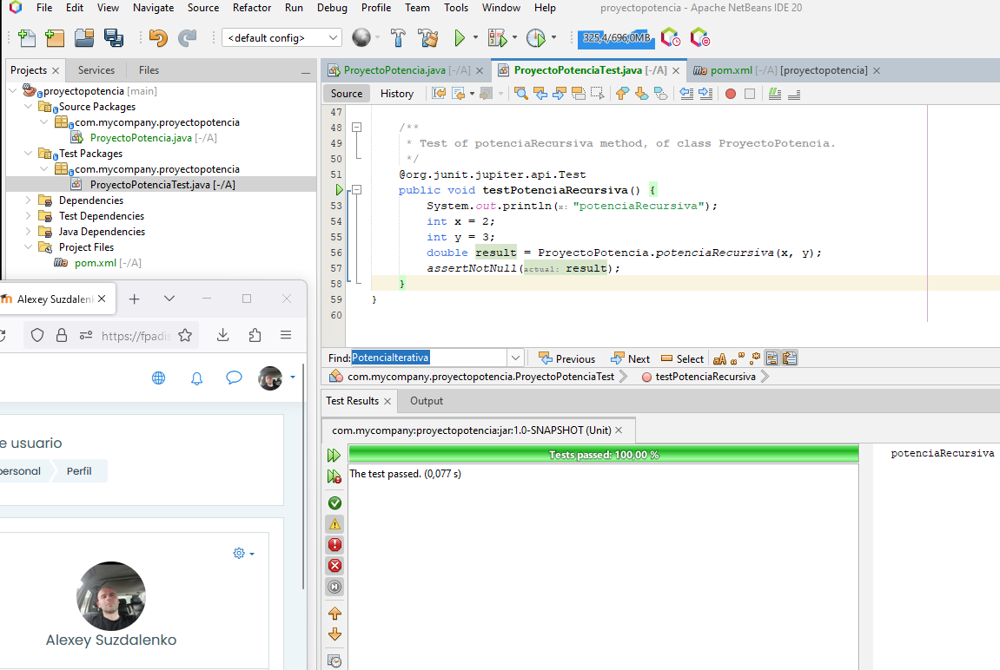 File Edit View Navigate Source Refactor Run Debug Profile Team Tools Window Help proyectopotencia - Apache NetBeans IDE 20
<default config> 325,4/696,0MB
Projects Services Files
ProyectoPotencia.java [-/A] ProyectoPotenciaTest.java [-/A] pom.xml [-/A] [proyectopotencia]
Source History
proyectopotencia [main]
Source Packages
com.mycompany.proyectopotencia
ProyectoPotencia.java [-/A]
Test Packages
com.mycompany.proyectopotencia
ProyectoPotenciaTest.java [-/A]
Dependencies
Test Dependencies
Java Dependencies
Project Files
pom.xml [-/A]
47
48 /**
49 * Test of potenciaRecursiva method, of class ProyectoPotencia.
50 */
51 @org.junit.jupiter.api.Test
public void testPotenciaRecursiva() {
53 System.out.println(x: "potenciaRecursiva");
54 int x = 2;
55 int y = 3;
56 double result = ProyectoPotencia.potenciaRecursiva(x, y);
57 assertNotNull(actual: result);
58 }
59 }
60
Find: PotenciaIterativa Previous Next Select
com.mycompany.proyectopotencia.ProyectoPotenciaTest testPotenciaRecursiva
Test Results Output
com.mycompany:proyectopotencia:jar:1.0-SNAPSHOT (Unit)
Tests passed: 100,00 %
The test passed. (0,077 s)
potenciaRecursiva
Alexey Suzdalen
https://fpadis
e usuario
personal Perfil
Alexey Suzdalenko